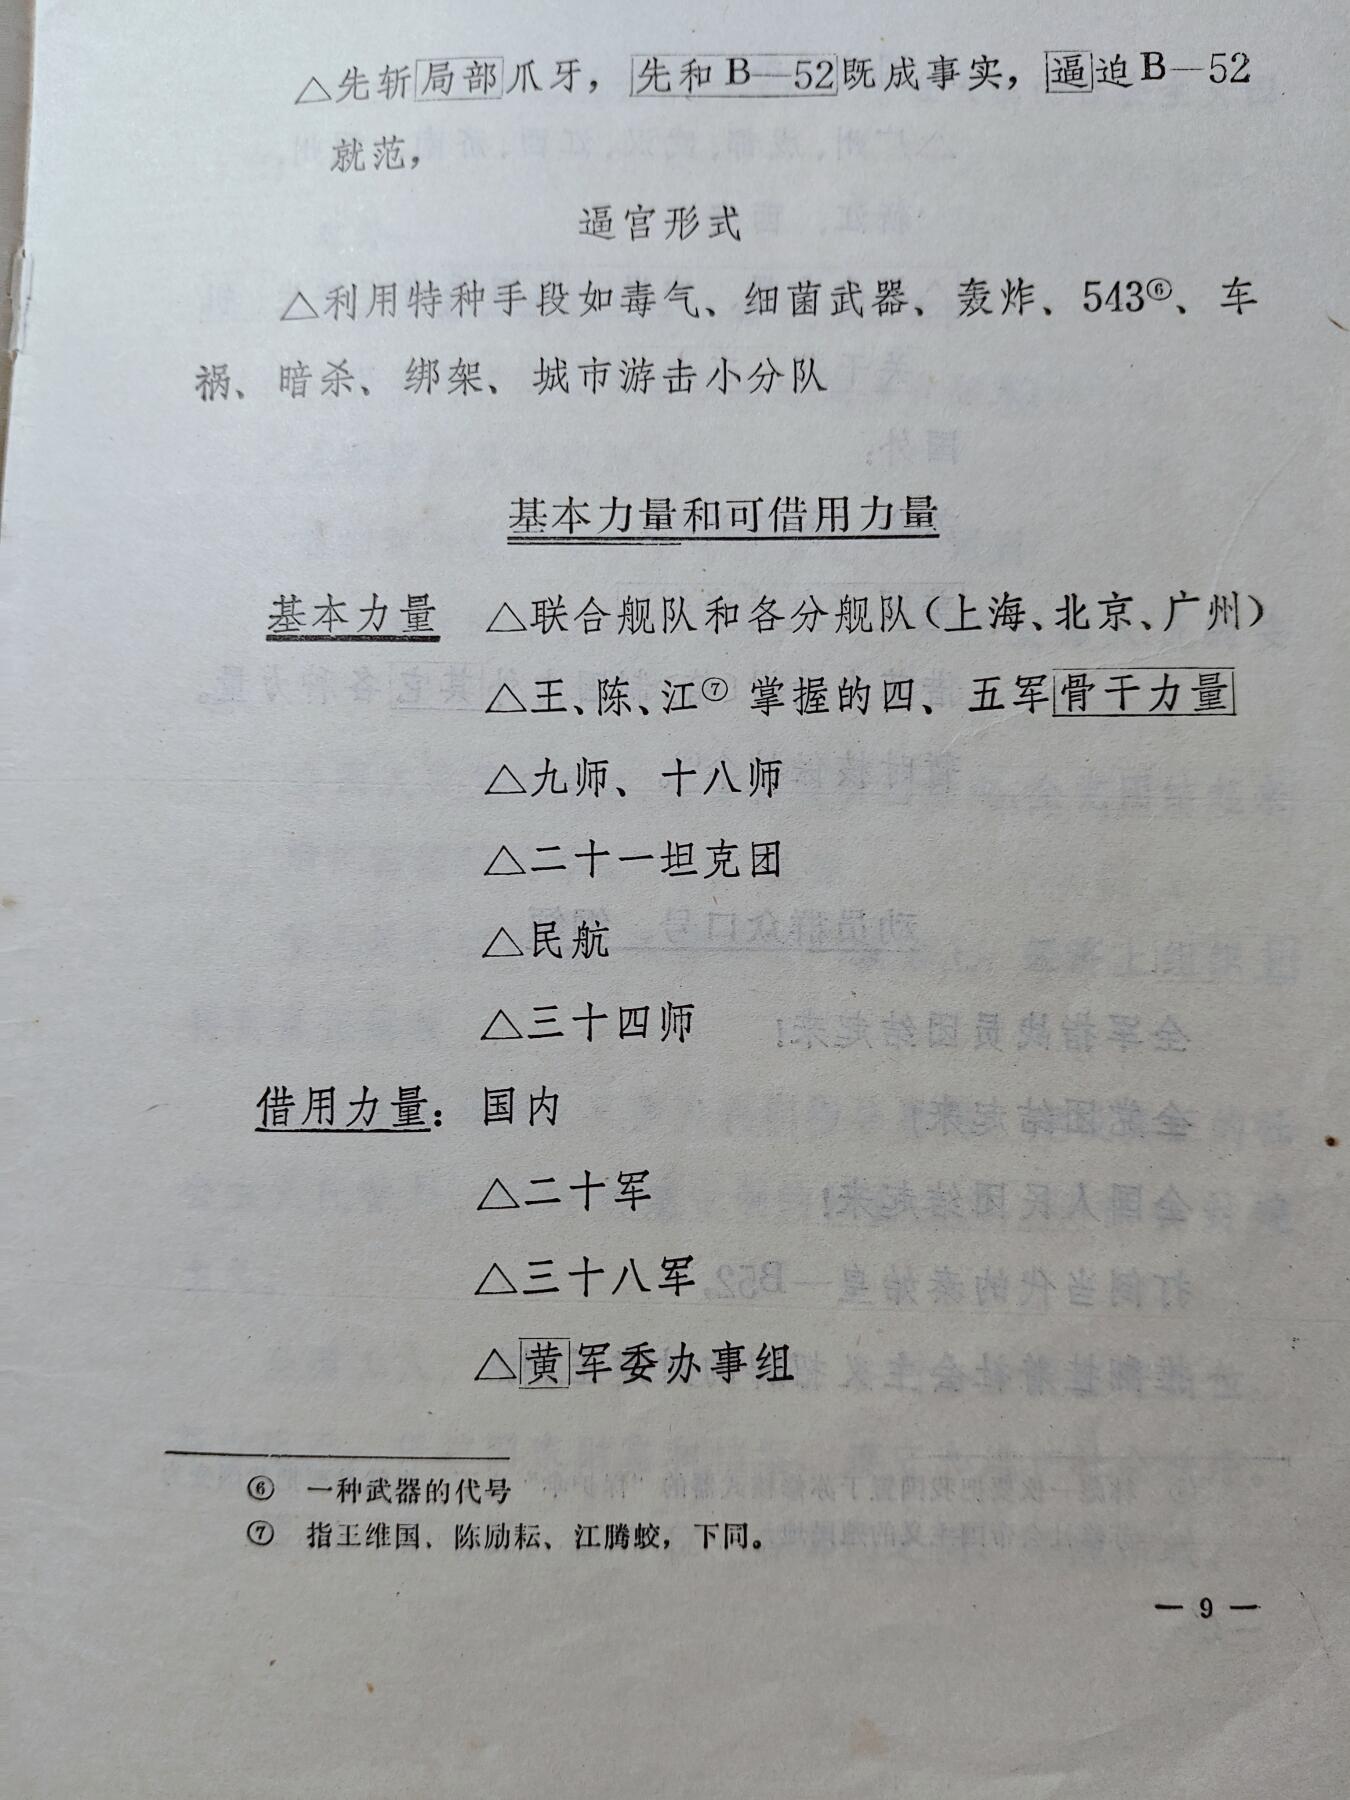 △先斩局部爪牙，先和B—52既成事实，逼迫B—52
就范，
逼宫形式
△利用特种手段如毒气、细菌武器、轰炸、543⑥、车
祸、暗杀、绑架、城市游击小分队
基本力量和可借用力量
基本力量 △联合舰队和各分舰队（上海、北京、广州）
△王、陈、江⑦掌握的四、五军骨干力量
△九师、十八师
△二十一坦克团
△民航
△三十四师
借用力量：国内
△二十军
△三十八军
△黄军委办事组
⑥ 一种武器的代号
⑦ 指王维国、陈励耘、江腾蛟，下同。
— 9 —